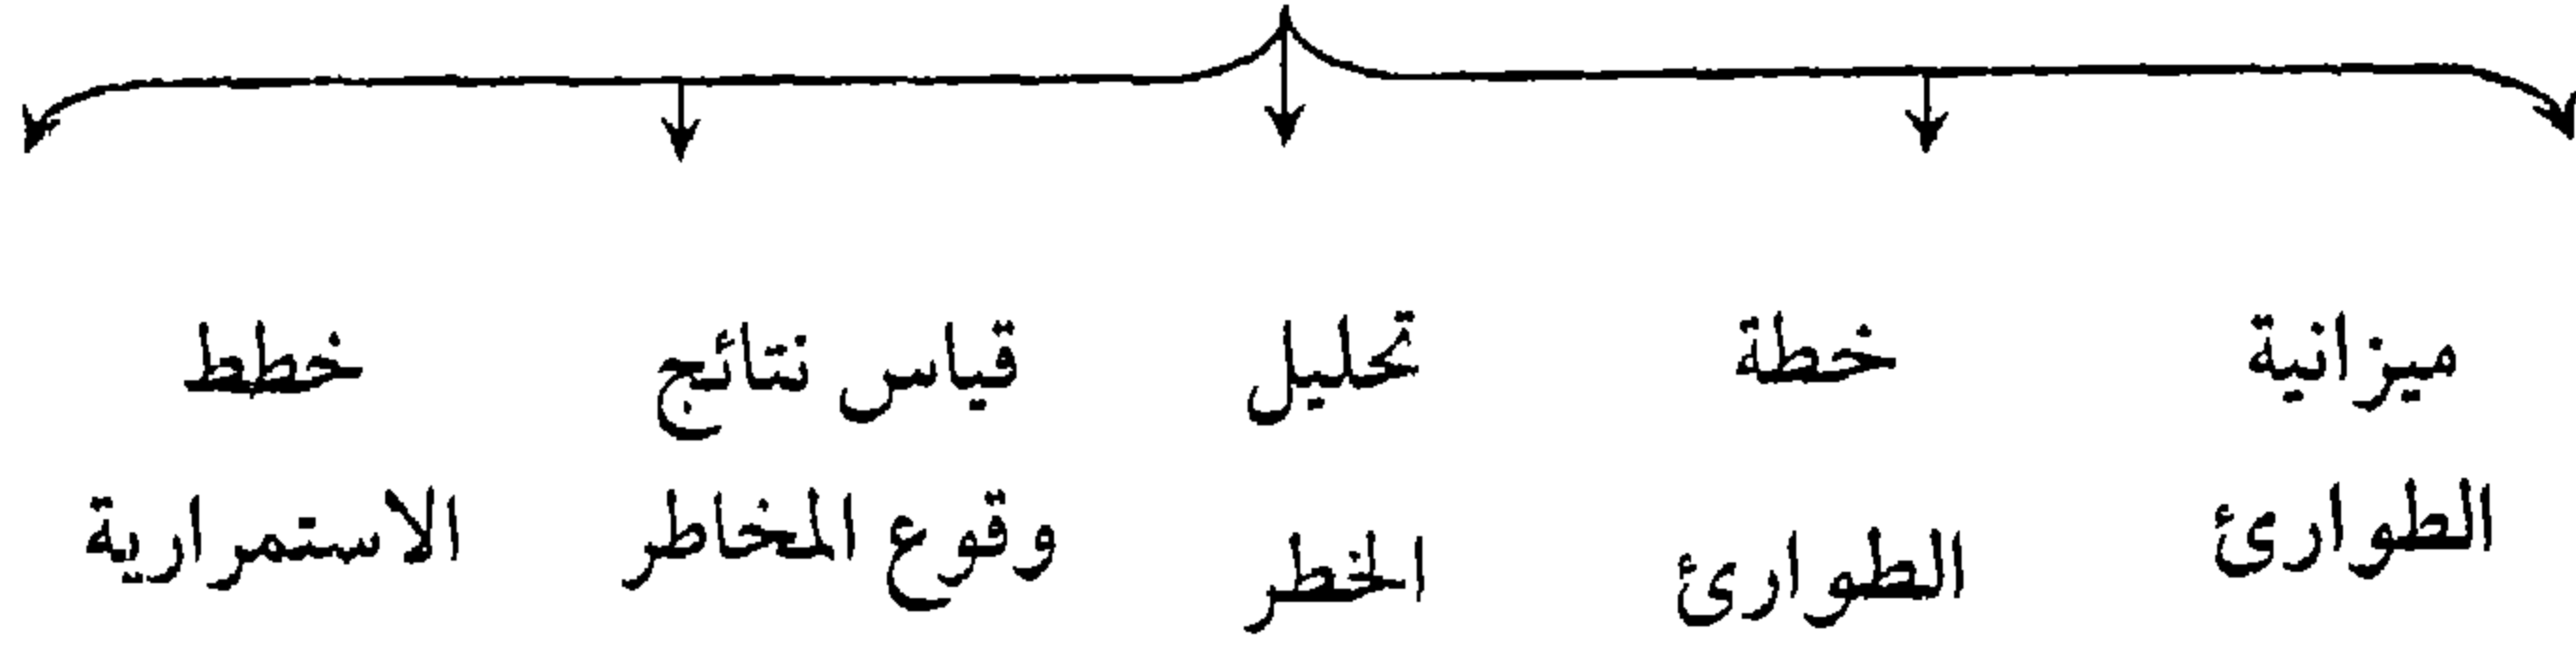 ميزانية
الطوارئ
خطة
الطوارئ
تحليل
الخطر
قياس نتائج
وقوع المخاطر
خطط
الاستمرارية